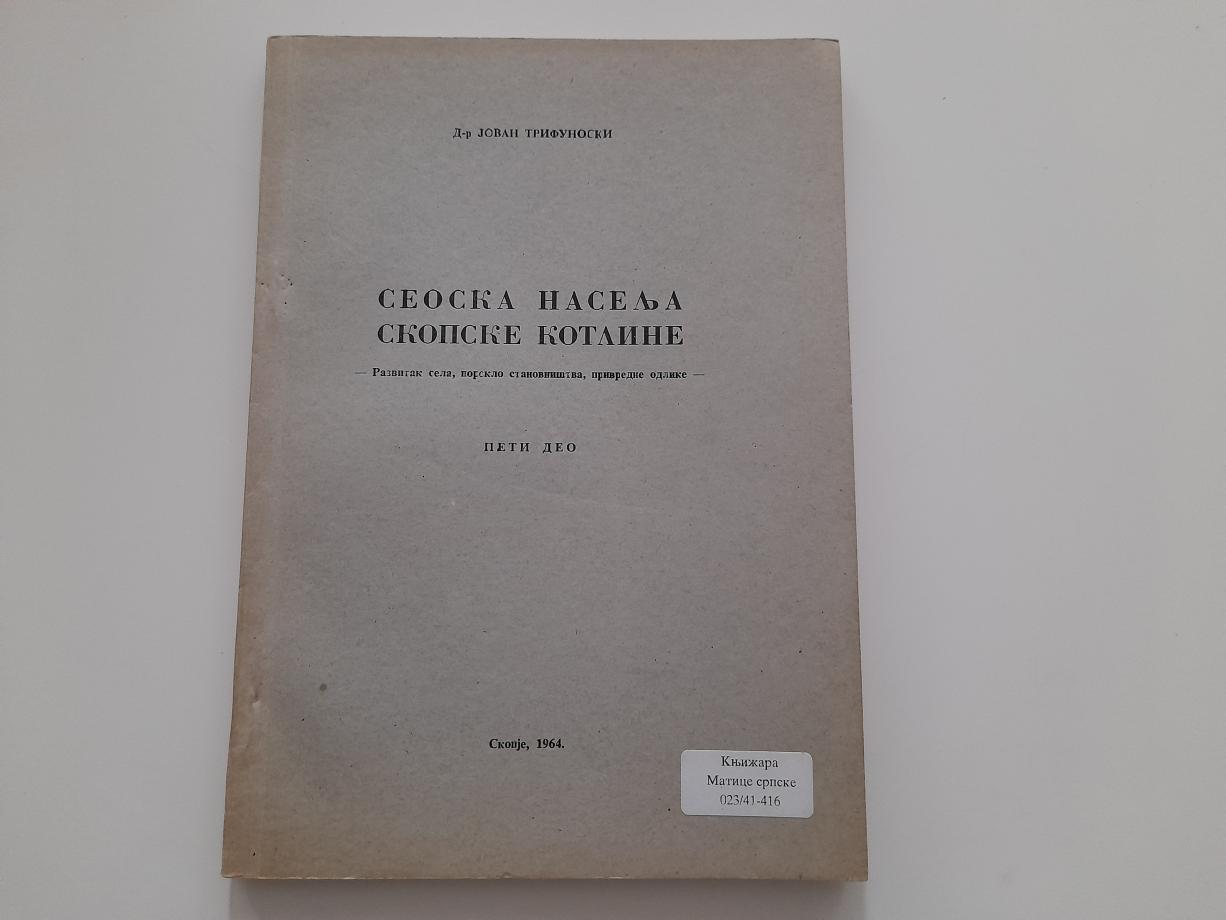 Д-р ЈОВАН ТРИФУНОСКИ
СЕОСКА НАСЕЉА
СКОПСКЕ КОТЛИНЕ
— Развитак села, порекло становништва, привредне одлике —
ПЕТИ ДЕО
Скопје, 1964.
Књижара
Матице српске
023/41-416